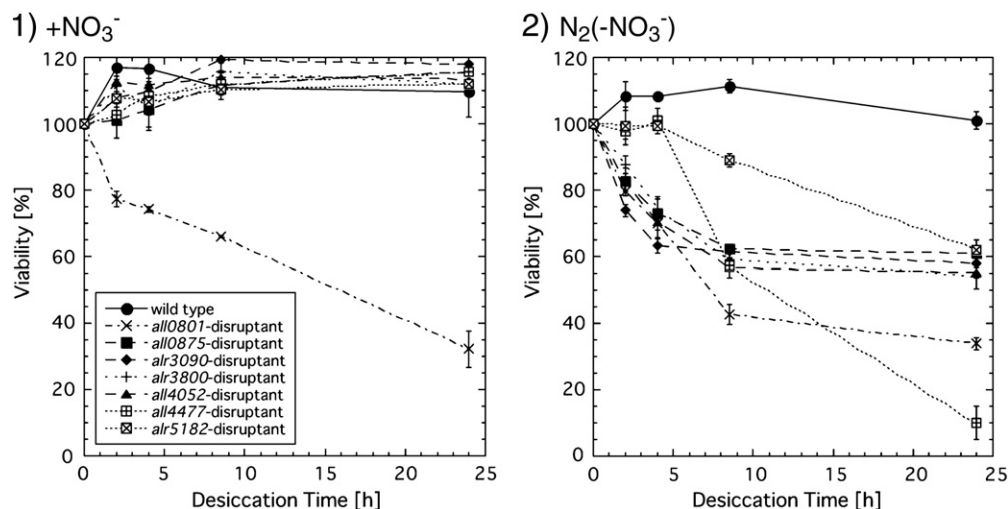 1) +NO₃⁻
2) N₂(-NO₃⁻)
120
100
80
60
40
20
0
Viability [%]
0 5 10 15 20 25
Desiccation Time [h]
wild type
all0801-disruptant
all0875-disruptant
alr3090-disruptant
alr3800-disruptant
all4052-disruptant
all4477-disruptant
alr5182-disruptant
120
100
80
60
40
20
0
Viability [%]
0 5 10 15 20 25
Desiccation Time [h]